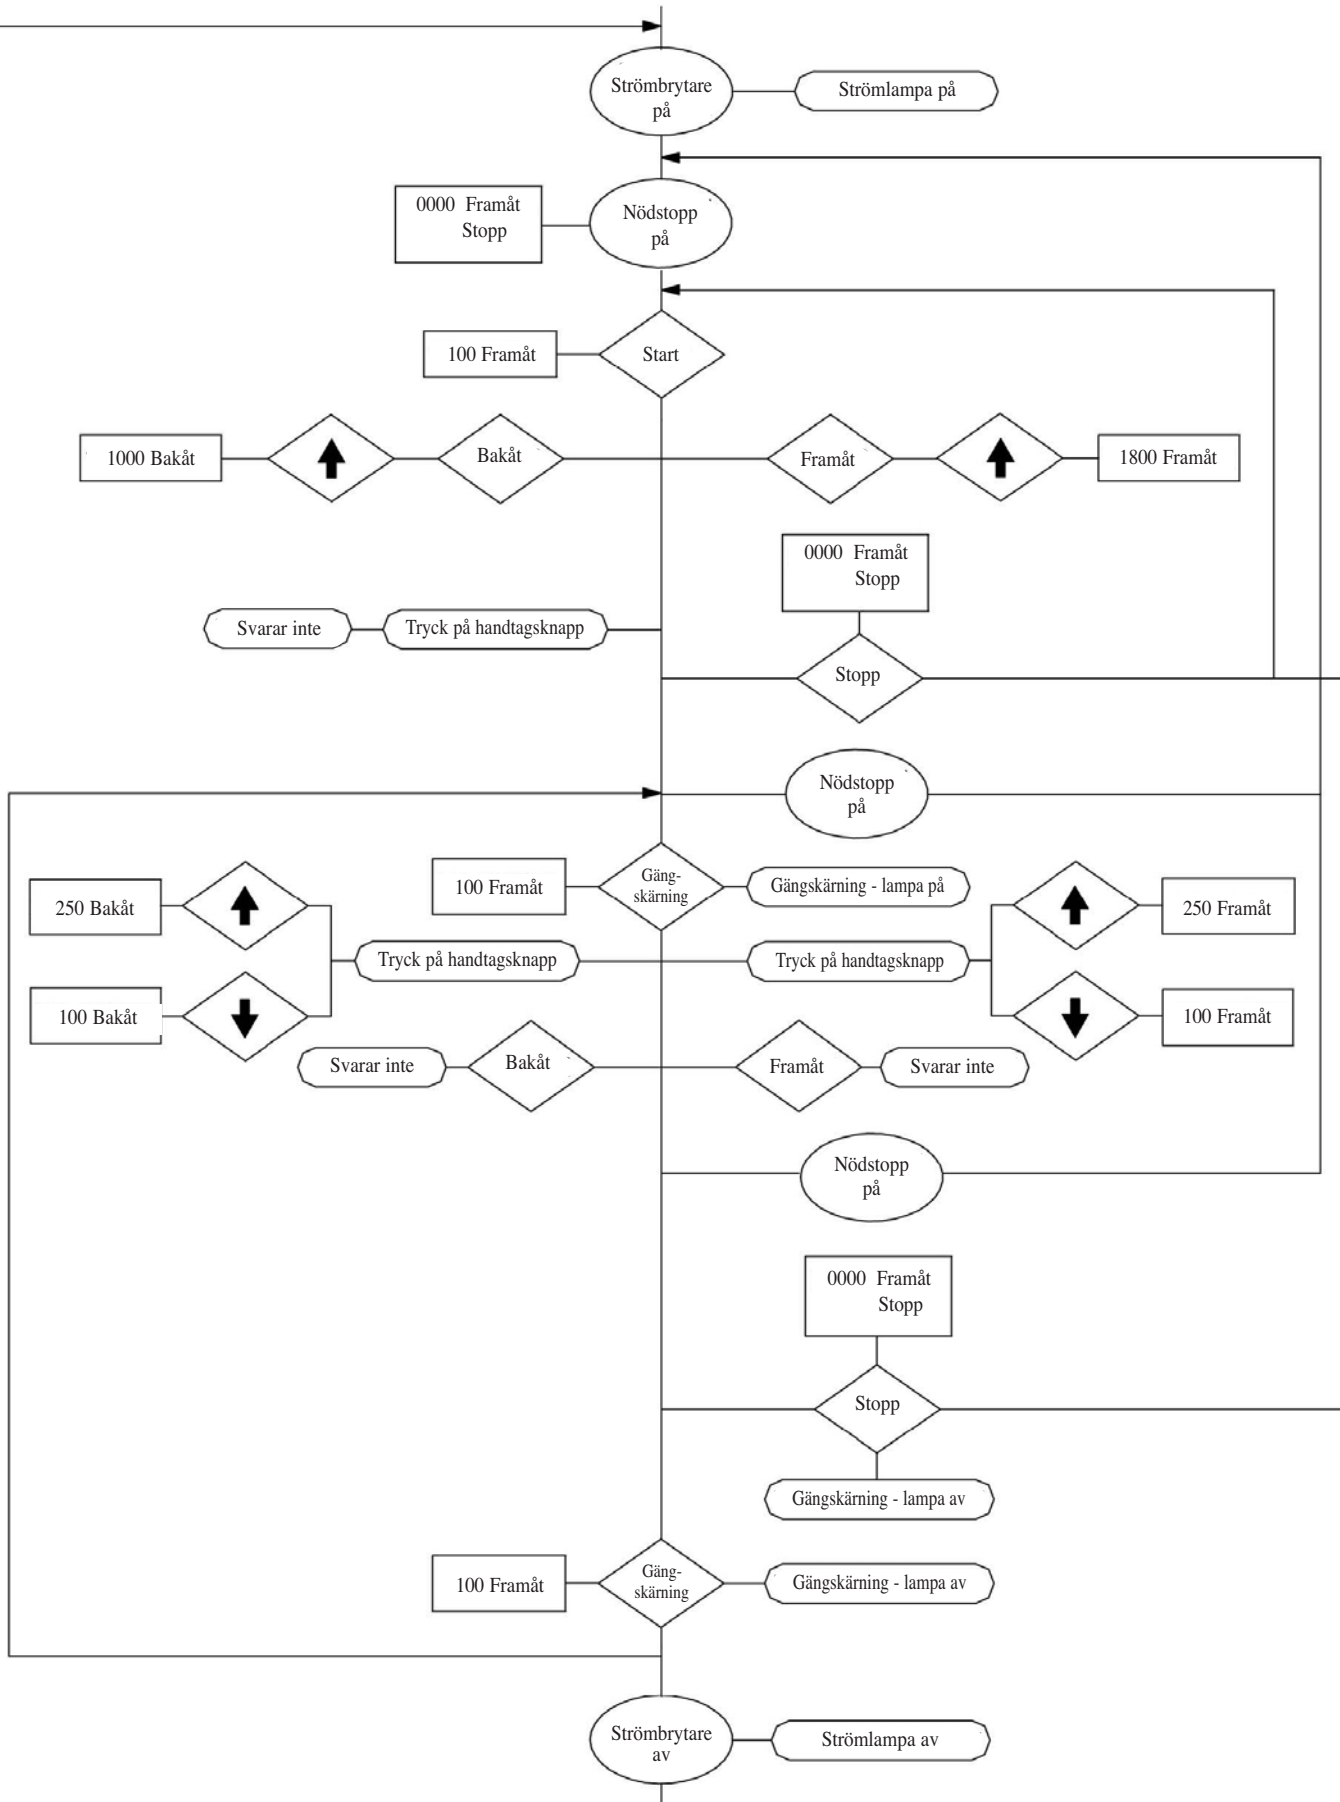 Strömbrytare
på
Strömlampa på
0000 Framåt
Stopp
Nödstopp
på
100 Framåt
Start
1000 Bakåt
Bakåt
Framåt
1800 Framåt
0000 Framåt
Stopp
Svarar inte
Tryck på handtagsknapp
Stopp
Nödstopp
på
100 Framåt
Gäng-
skärning
Gängskärning - lampa på
250 Bakåt
250 Framåt
Tryck på handtagsknapp
Tryck på handtagsknapp
100 Bakåt
100 Framåt
Svarar inte
Bakåt
Framåt
Svarar inte
Nödstopp
på
0000 Framåt
Stopp
Stopp
Gängskärning - lampa av
100 Framåt
Gäng-
skärning
Gängskärning - lampa av
Strömbrytare
av
Strömlampa av